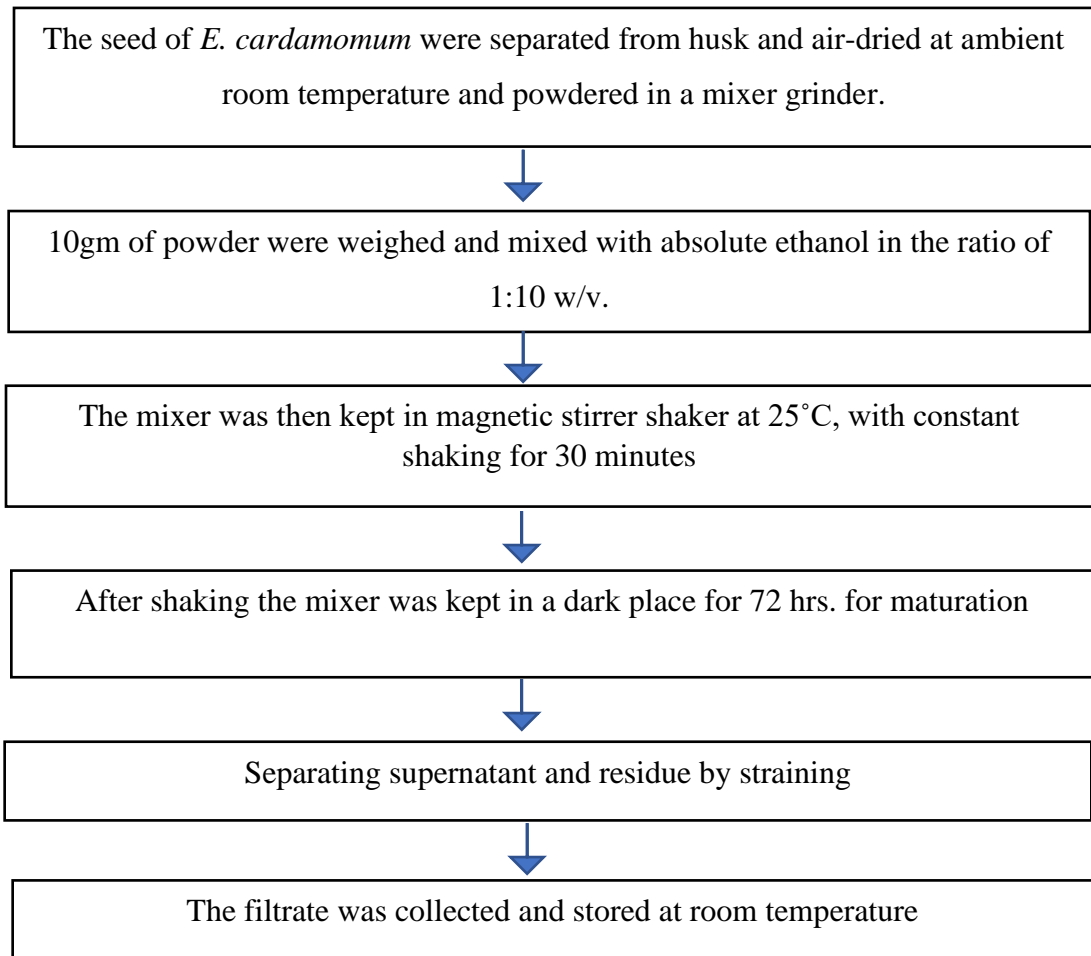 The seed of E. cardamomum were separated from husk and air-dried at ambient
room temperature and powdered in a mixer grinder.
10gm of powder were weighed and mixed with absolute ethanol in the ratio of
1:10 w/v.
The mixer was then kept in magnetic stirrer shaker at 25˚C, with constant
shaking for 30 minutes
After shaking the mixer was kept in a dark place for 72 hrs. for maturation
Separating supernatant and residue by straining
The filtrate was collected and stored at room temperature